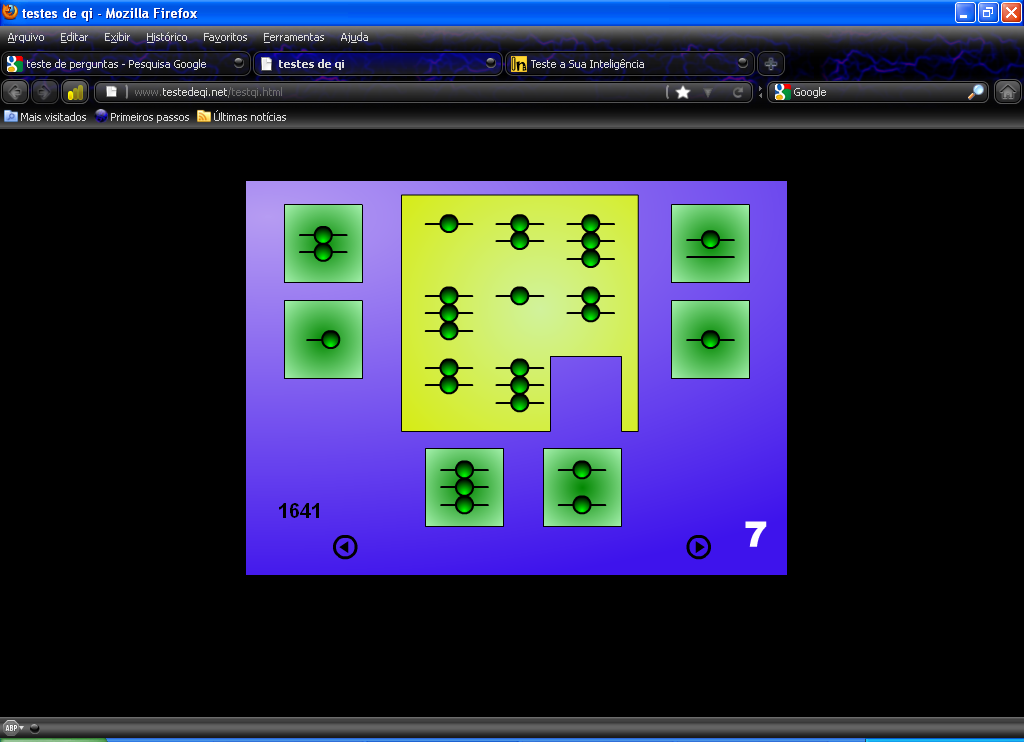 testes de qi - Mozilla Firefox
Arquivo Editar Exibir Histórico Favoritos Ferramentas Ajuda
teste de perguntas - Pesquisa Google testes de qi Teste a Sua Inteligência
www.testedeqi.net/testqi.html Google
Mais visitados Primeiros passos Últimas notícias
1641
7
ABP